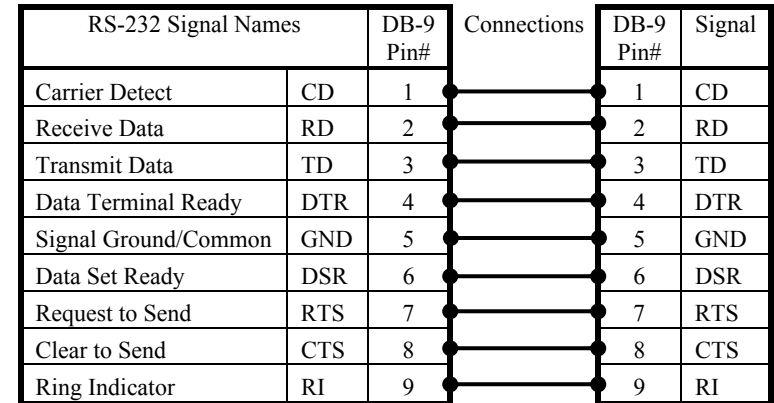 RS-232 Signal Names DB-9 Pin# Connections DB-9 Pin# Signal
Carrier Detect CD 1 1 CD
Receive Data RD 2 2 RD
Transmit Data TD 3 3 TD
Data Terminal Ready DTR 4 4 DTR
Signal Ground/Common GND 5 5 GND
Data Set Ready DSR 6 6 DSR
Request to Send RTS 7 7 RTS
Clear to Send CTS 8 8 CTS
Ring Indicator RI 9 9 RI